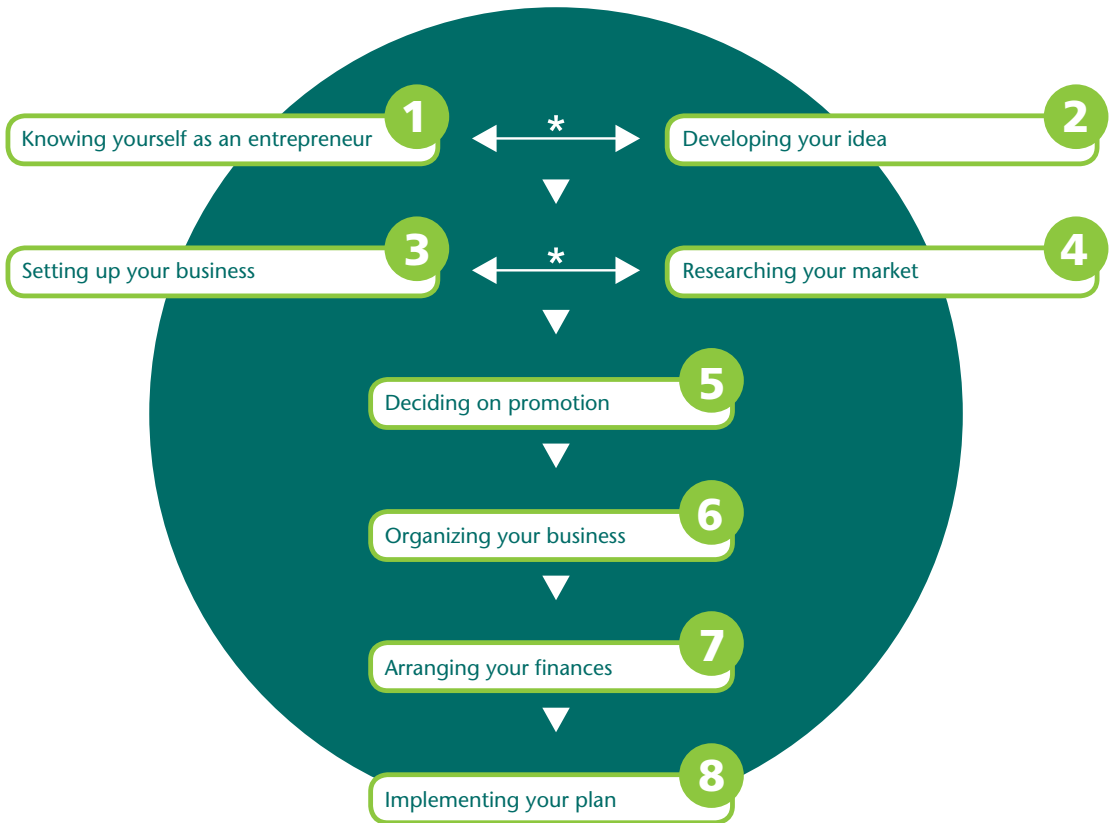 1
Knowing yourself as an entrepreneur
*
2
Developing your idea
3
Setting up your business
*
4
Researching your market
5
Deciding on promotion
6
Organizing your business
7
Arranging your finances
8
Implementing your plan